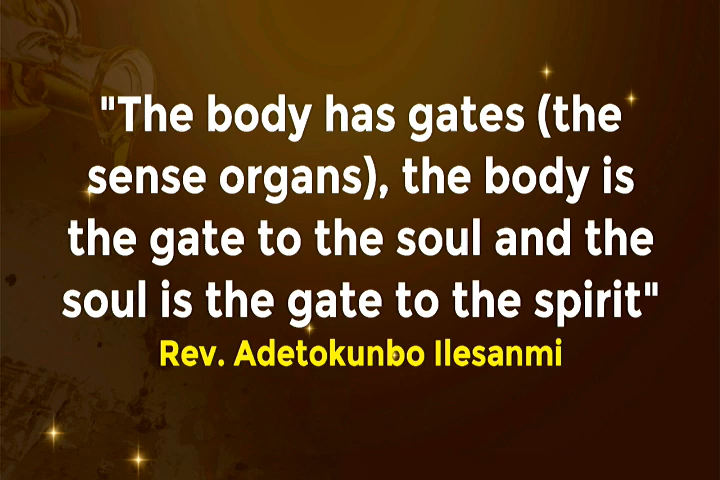 "The body has gates (the
sense organs), the body is
the gate to the soul and the
soul is the gate to the spirit"
Rev. Adetokunbo Ilesanmi